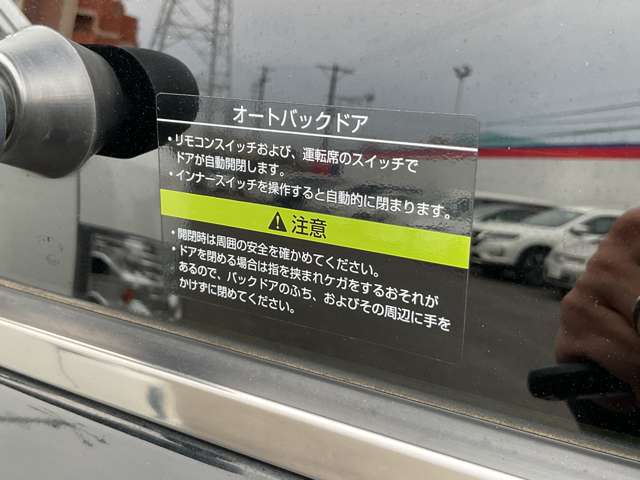 オートバックドア
・リモコンスイッチおよび、運転席のスイッチで
ドアが自動開閉します。
・インナースイッチを操作すると自動的に閉まります。
注意
・開閉時は周囲の安全を確かめてください。
・ドアを閉める場合は指を挟まれケガをするおそれが
あるので、バックドアのふち、およびその周辺に手を
かけずに閉めてください。